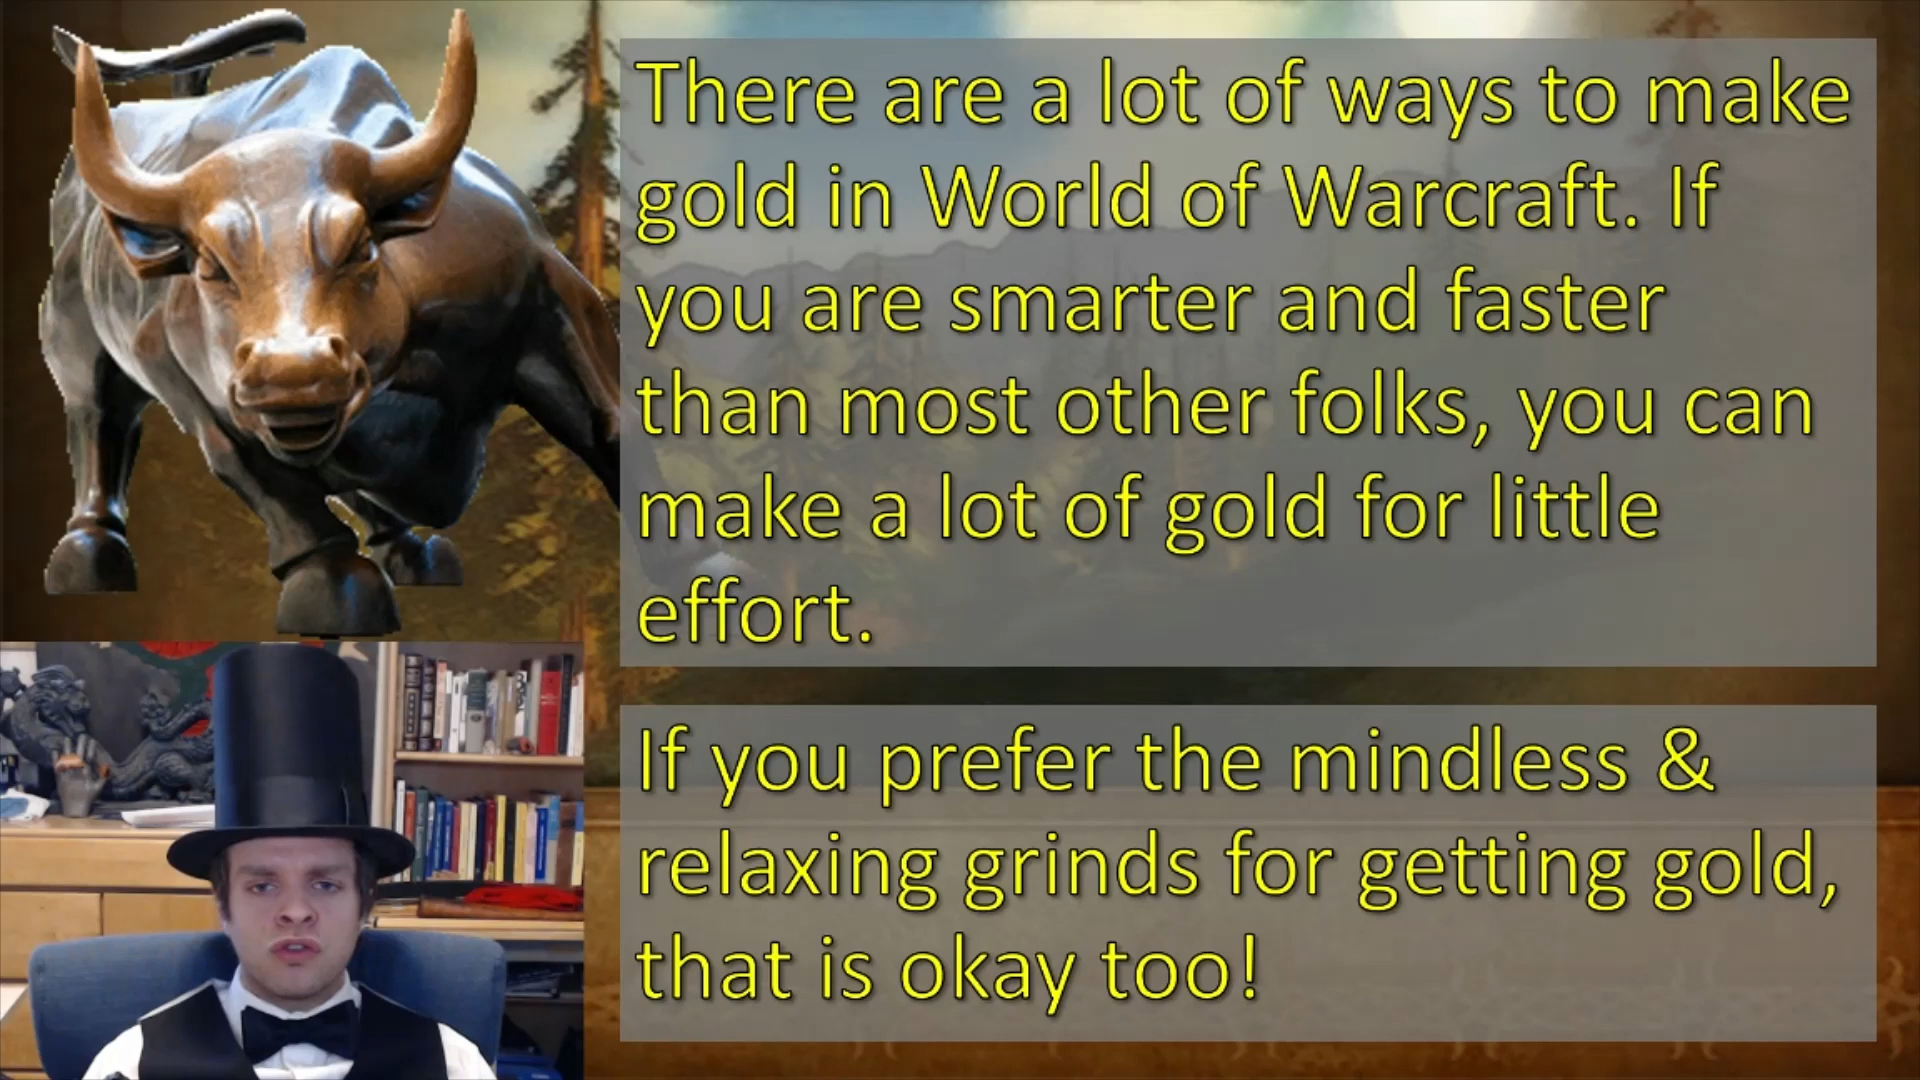 There are a lot of ways to make
gold in World of Warcraft. If
you are smarter and faster
than most other folks, you can
make a lot of gold for little
effort.
If you prefer the mindless &
relaxing grinds for getting gold,
that is okay too!